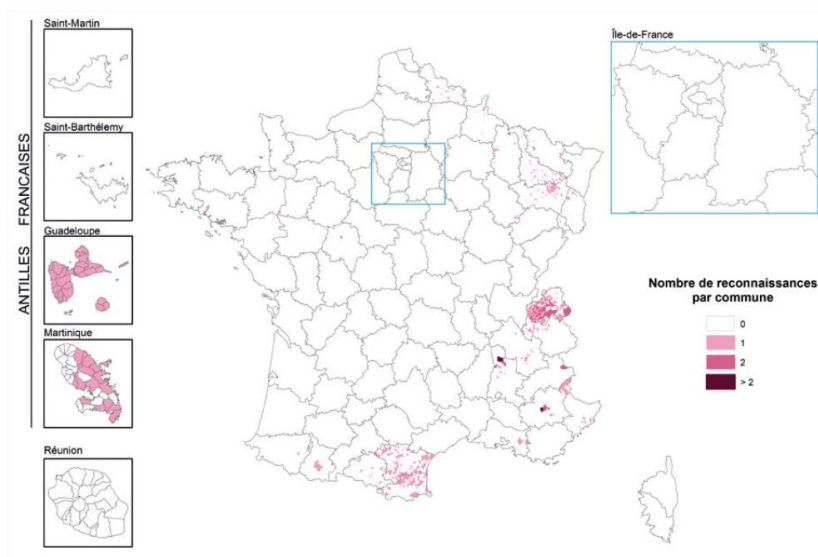 Saint-Martin
Saint-Barthélemy
ANTILLES FRANCAISES
Guadeloupe
Martinique
Réunion
Île-de-France
Nombre de reconnaissances
par commune
0
1
2
> 2